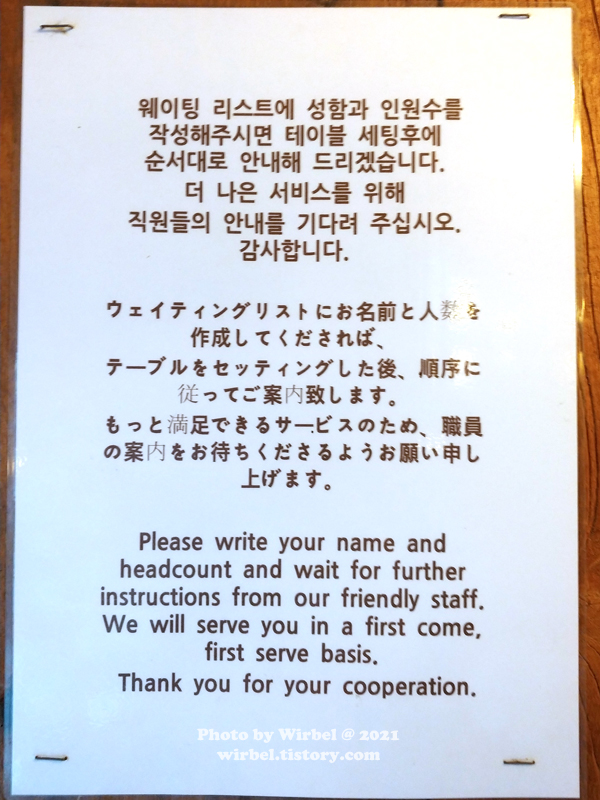 웨이팅 리스트에 성함과 인원수를
작성해주시면 테이블 세팅후에
순서대로 안내해 드리겠습니다.
더 나은 서비스를 위해
직원들의 안내를 기다려 주십시오.
감사합니다.
ウェイティングリストにお名前と人数を
作成してくだされば、
テーブルをセッティングした後、順序に
従ってご案内致します。
もっと満足できるサービスのため、職員
の案内をお待ちくださるようお願い申し
上げます。
Please write your name and
headcount and wait for further
instructions from our friendly staff.
We will serve you in a first come,
first serve basis.
Thank you for your cooperation.
Photo by Wirbel @ 2021
wirbel.tistory.com